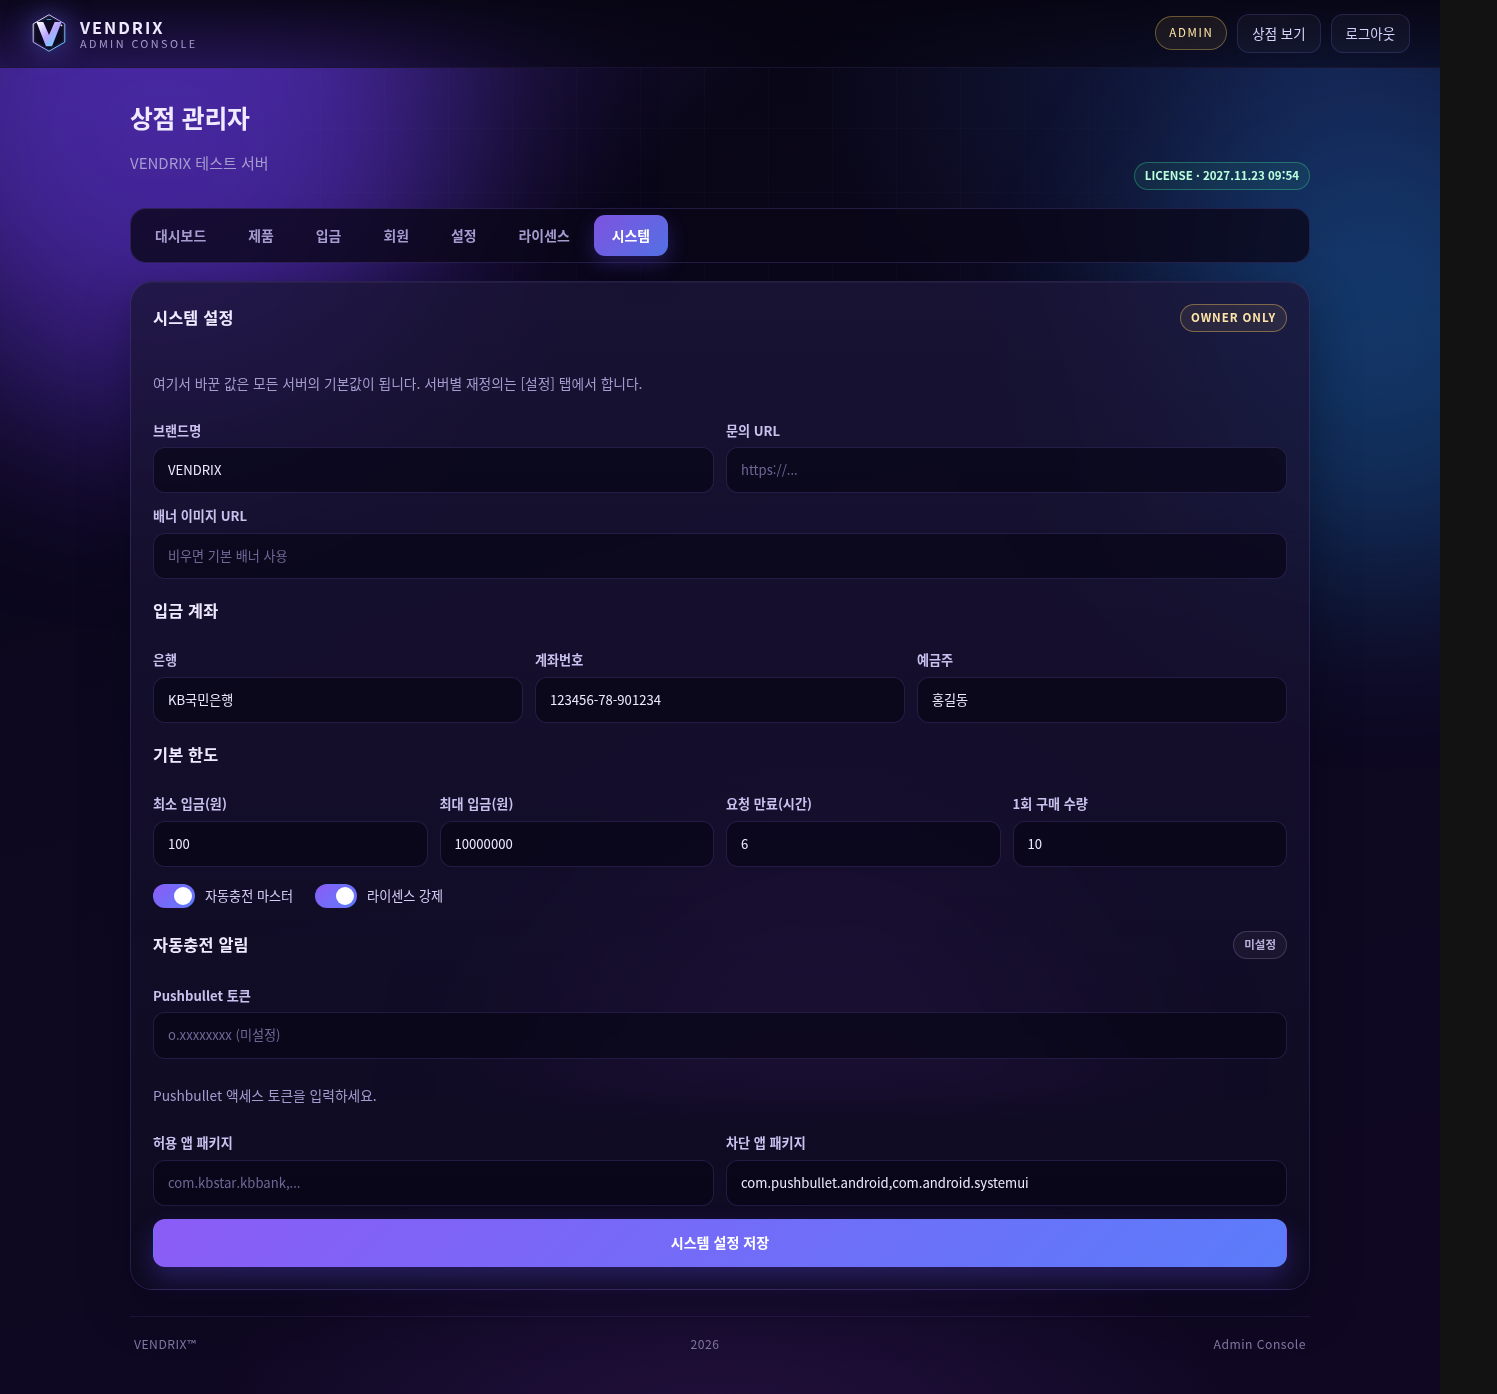 VENDRIX
ADMIN CONSOLE
ADMIN
상점 보기
로그아웃
상점 관리자
VENDRIX 테스트 서버
LICENSE · 2027.11.23 09:54
대시보드
제품
입금
회원
설정
라이센스
시스템
시스템 설정
OWNER ONLY
여기서 바꾼 값은 모든 서버의 기본값이 됩니다. 서버별 재정의는 [설정] 탭에서 합니다.
브랜드명
문의 URL
VENDRIX
https://...
배너 이미지 URL
비우면 기본 배너 사용
입금 계좌
은행
계좌번호
예금주
KB국민은행
123456-78-901234
홍길동
기본 한도
최소 입금(원)
최대 입금(원)
요청 만료(시간)
1회 구매 수량
100
10000000
6
10
자동충전 마스터
라이센스 강제
자동충전 알림
미설정
Pushbullet 토큰
o.xxxxxxxx (미설정)
Pushbullet 액세스 토큰을 입력하세요.
허용 앱 패키지
차단 앱 패키지
com.kbstar.kbbank,...
com.pushbullet.android,com.android.systemui
시스템 설정 저장
VENDRIX™
2026
Admin Console